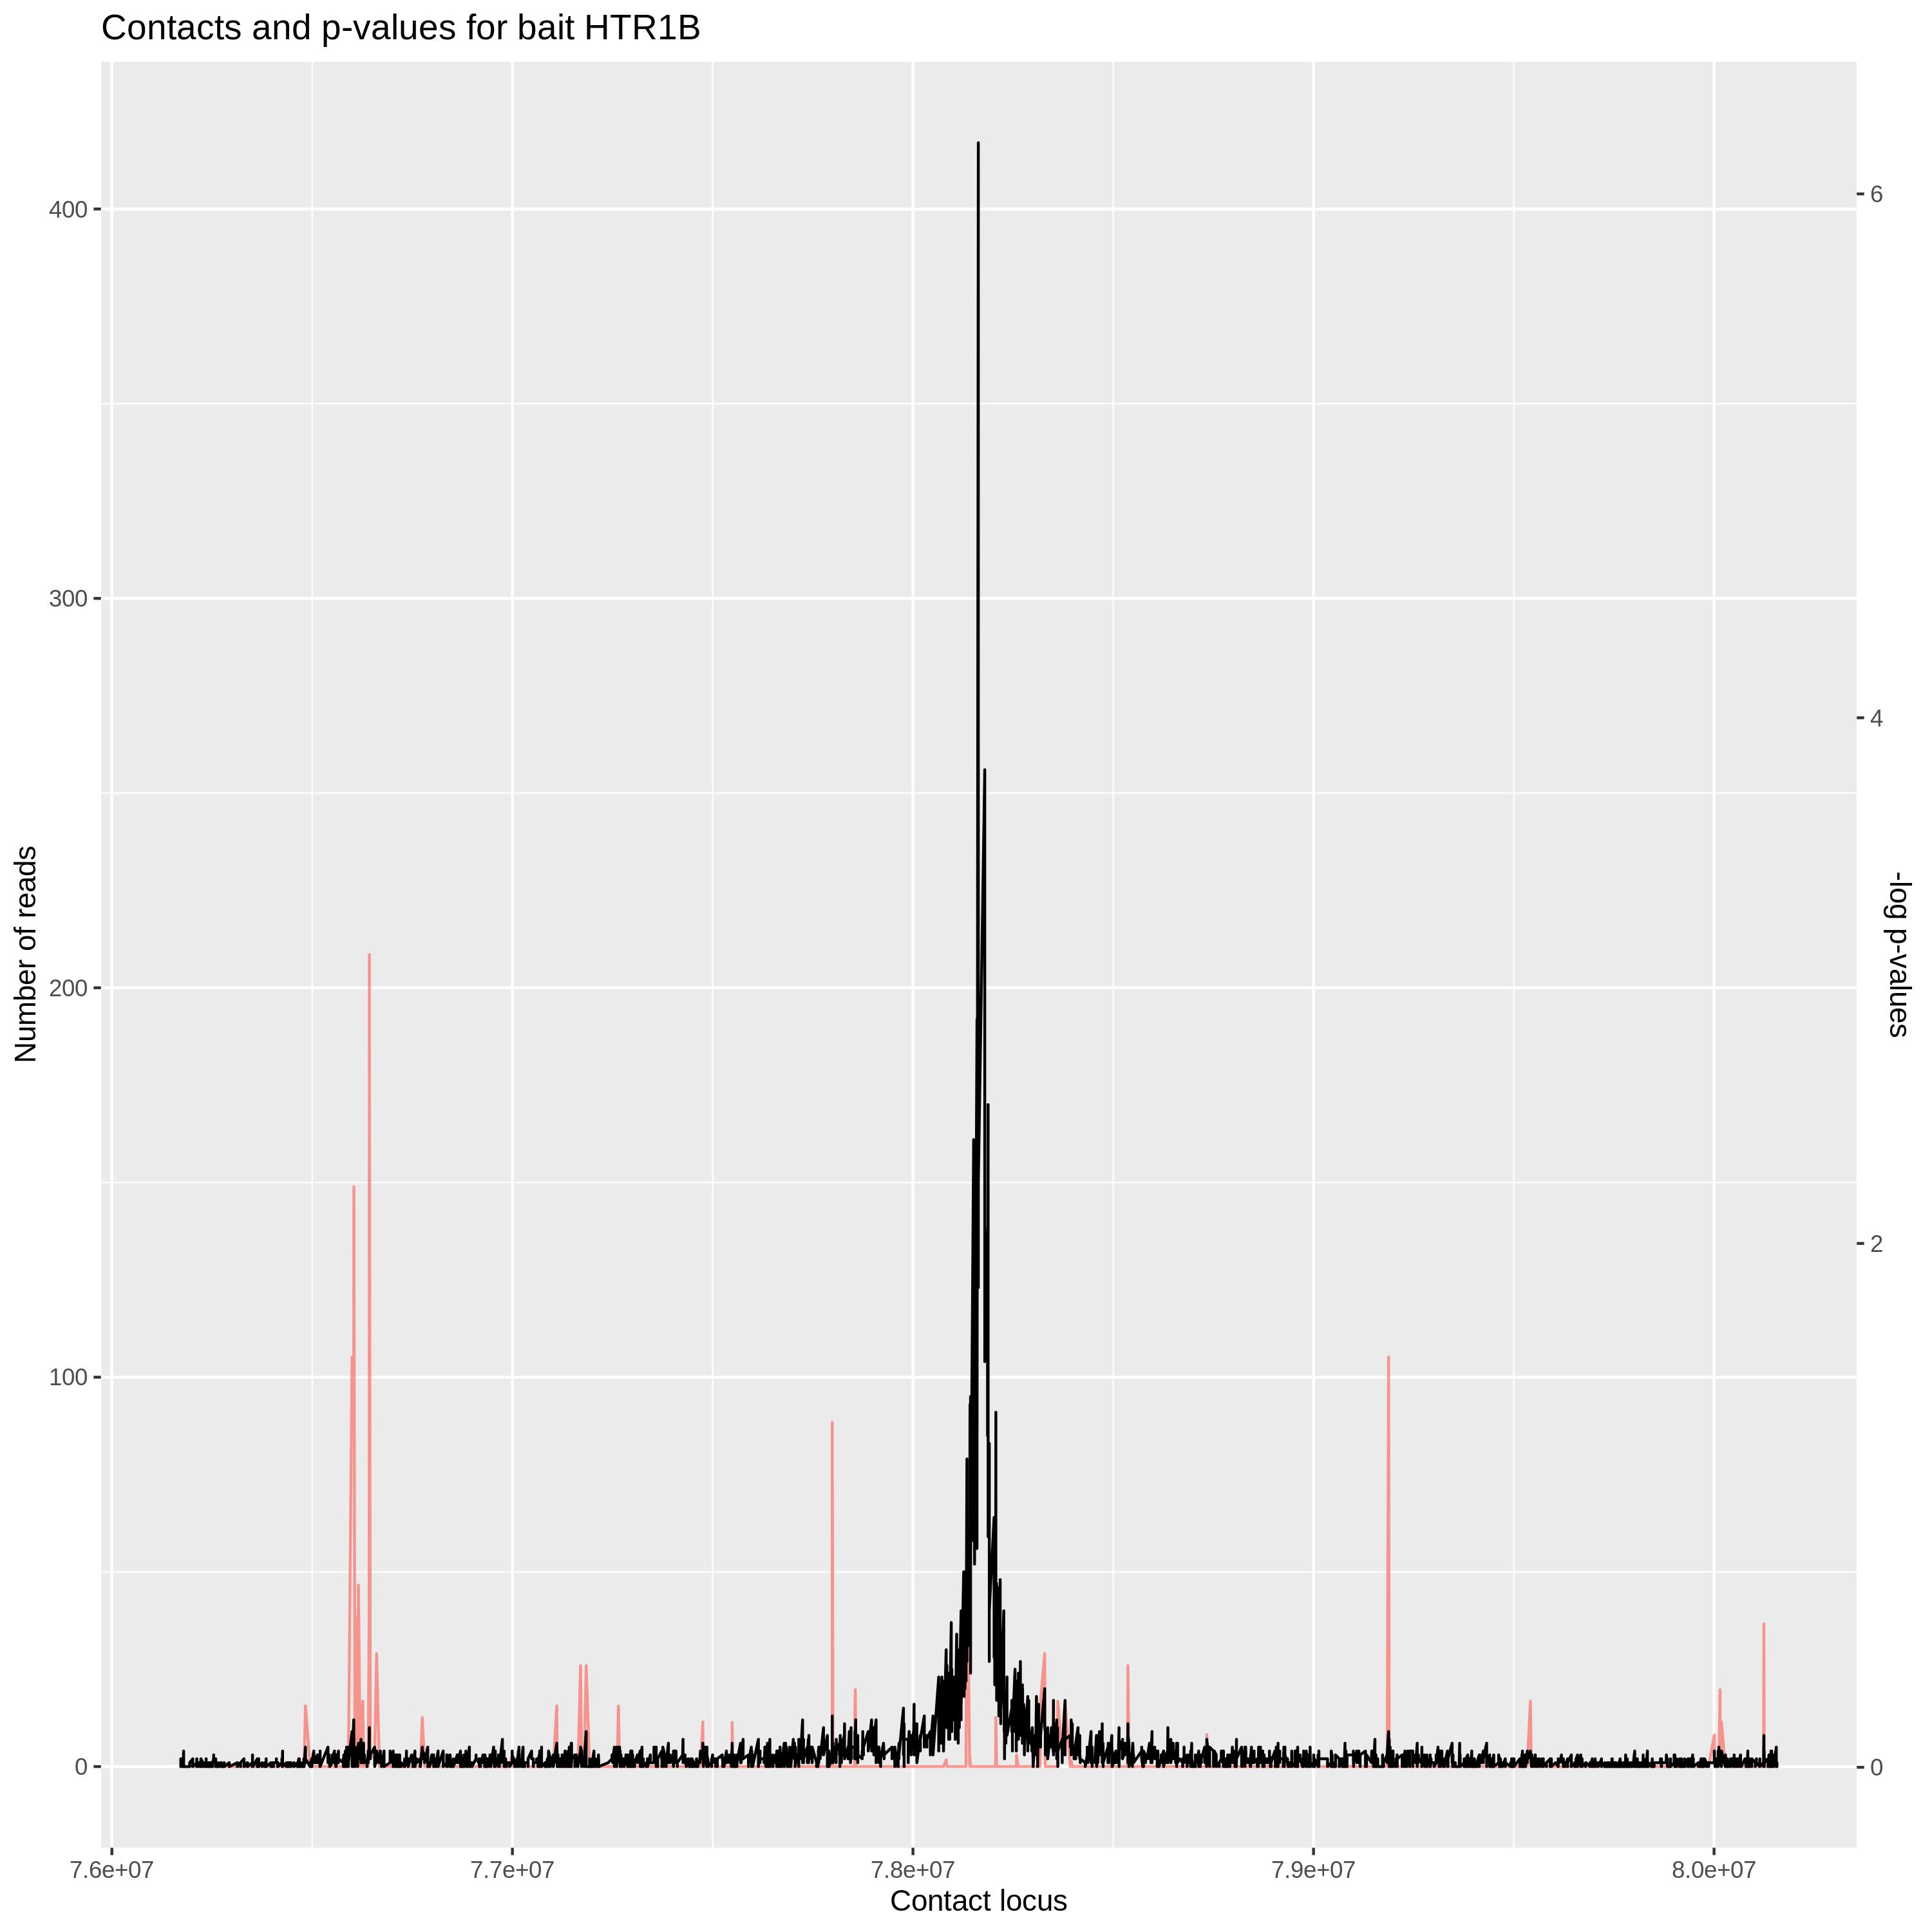 Contacts and p-values for bait HTR1B
400
300
200
100
0
Number of reads
6
4
2
0
-log p-values
7.6e+07 7.7e+07 7.8e+07 7.9e+07 8.0e+07
Contact locus